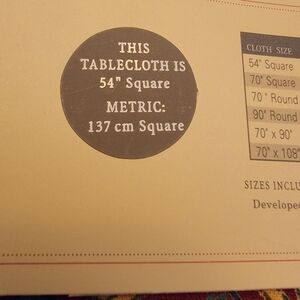 THIS
TABLECLOTH IS
54" Square
METRIC:
137 cm Square
CLOTH SIZE
54" Square
70" Square
70" Round
90" Round
70" x 90"
70" x 108"
SIZES INCLU
Developed